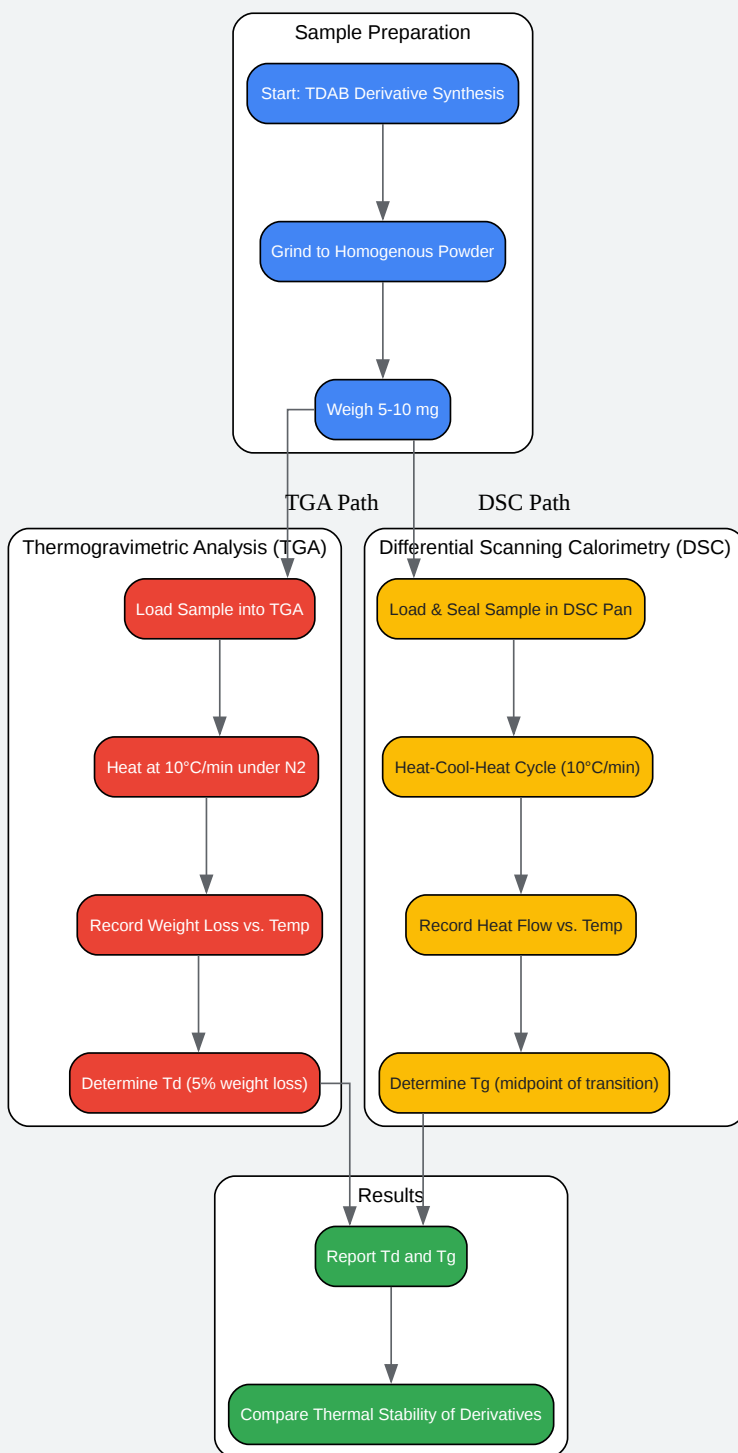 Sample Preparation
Start: TDAB Derivative Synthesis
Grind to Homogenous Powder
Weigh 5-10 mg
TGA Path
DSC Path
Thermogravimetric Analysis (TGA)
Load Sample into TGA
Heat at 10°C/min under N2
Record Weight Loss vs. Temp
Determine Td (5% weight loss)
Differential Scanning Calorimetry (DSC)
Load & Seal Sample in DSC Pan
Heat-Cool-Heat Cycle (10°C/min)
Record Heat Flow vs. Temp
Determine Tg (midpoint of transition)
Results
Report Td and Tg
Compare Thermal Stability of Derivatives